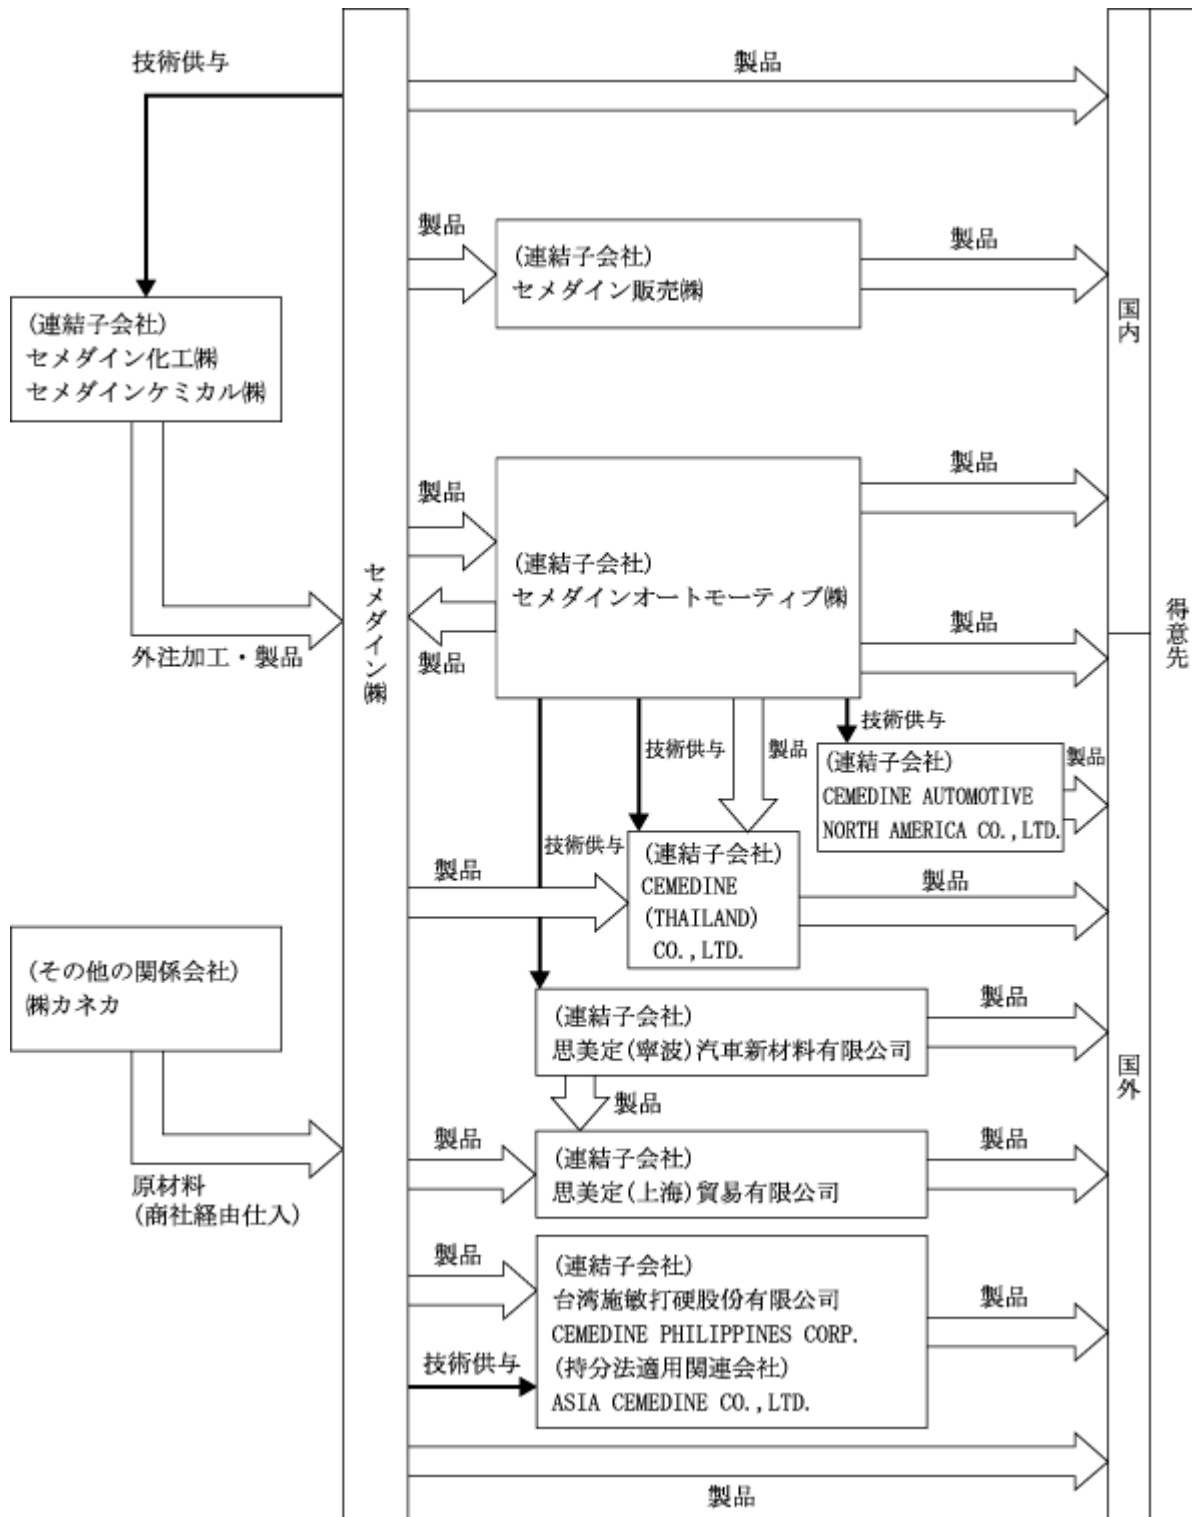 技術供与
製品
製品
(連結子会社)
セメダイン販売㈱
製品
(連結子会社)
セメダイン化工㈱
セメダインケミカル㈱
国内
製品
製品
(連結子会社)
セメダインオートモーティブ㈱
製品
セメダイン㈱
製品
得意先
外注加工・製品
技術供与
技術供与
製品
(連結子会社)
CEMEDINE AUTOMOTIVE
NORTH AMERICA CO.,LTD.
製品
技術供与
製品
(連結子会社)
CEMEDINE
(THAILAND)
CO.,LTD.
製品
(その他の関係会社)
㈱カネカ
(連結子会社)
思美定(寧波)汽車新材料有限公司
製品
国外
製品
製品
(連結子会社)
思美定(上海)貿易有限公司
製品
原材料
(商社経由仕入)
製品
(連結子会社)
台湾施敏打硬股份有限公司
CEMEDINE PHILIPPINES CORP.
(持分法適用関連会社)
ASIA CEMEDINE CO.,LTD.
製品
技術供与
製品